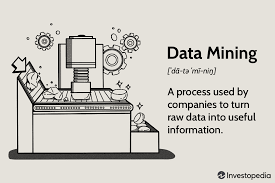 Data Mining
[ˈdā-tə ˈmī-niŋ]
A process used by
companies to turn
raw data into useful
information.
Investopedia